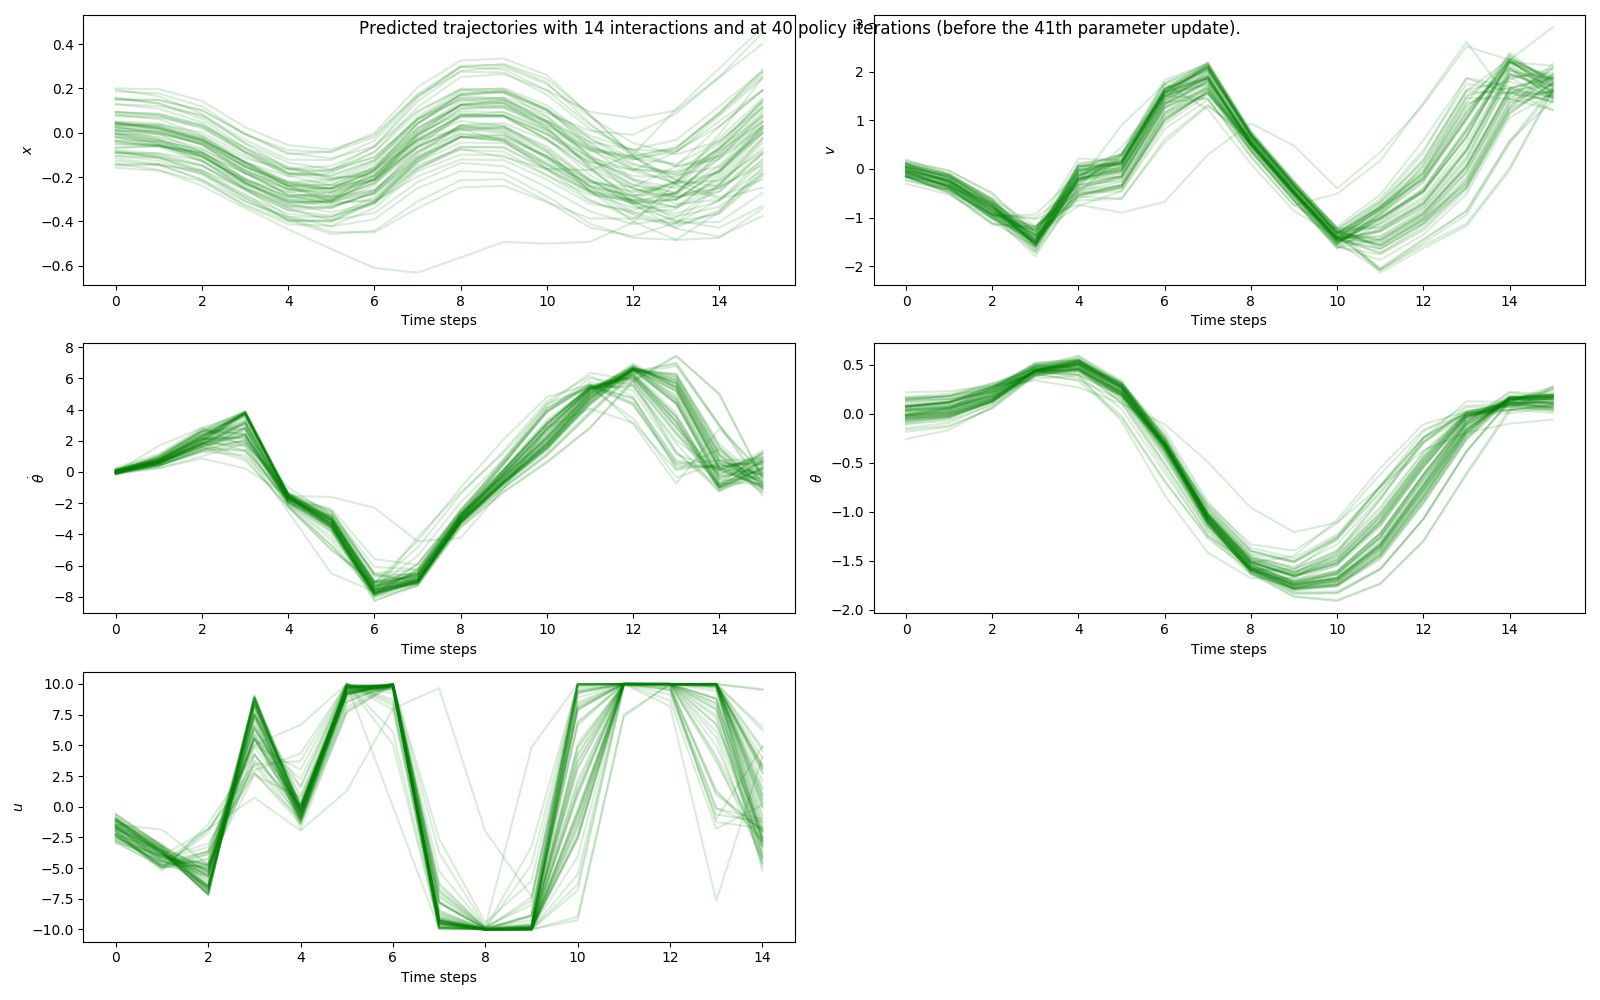 Predicted trajectories with 14 interactions and at 40 policy iterations (before the 41th parameter update).
0.4
0.2
0.0
−0.2
−0.4
−0.6
x
0 2 4 6 8 10 12 14
Time steps
3
2
1
0
−1
−2
v
0 2 4 6 8 10 12 14
Time steps
8
6
4
2
0
−2
−4
−6
−8
θ̇
0 2 4 6 8 10 12 14
Time steps
0.5
0.0
−0.5
−1.0
−1.5
−2.0
θ
0 2 4 6 8 10 12 14
Time steps
10.0
7.5
5.0
2.5
0.0
−2.5
−5.0
−7.5
−10.0
u
0 2 4 6 8 10 12 14
Time steps